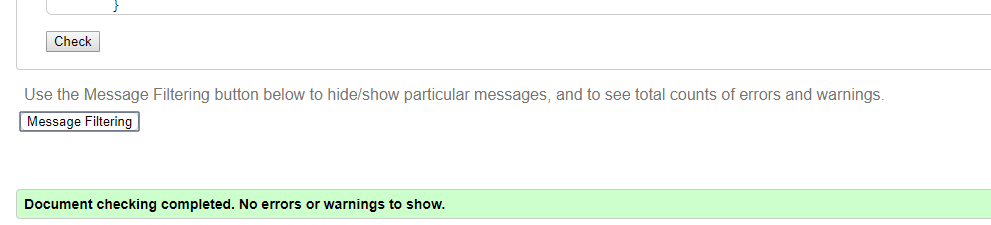 }
Check
Use the Message Filtering button below to hide/show particular messages, and to see total counts of errors and warnings.
Message Filtering
Document checking completed. No errors or warnings to show.